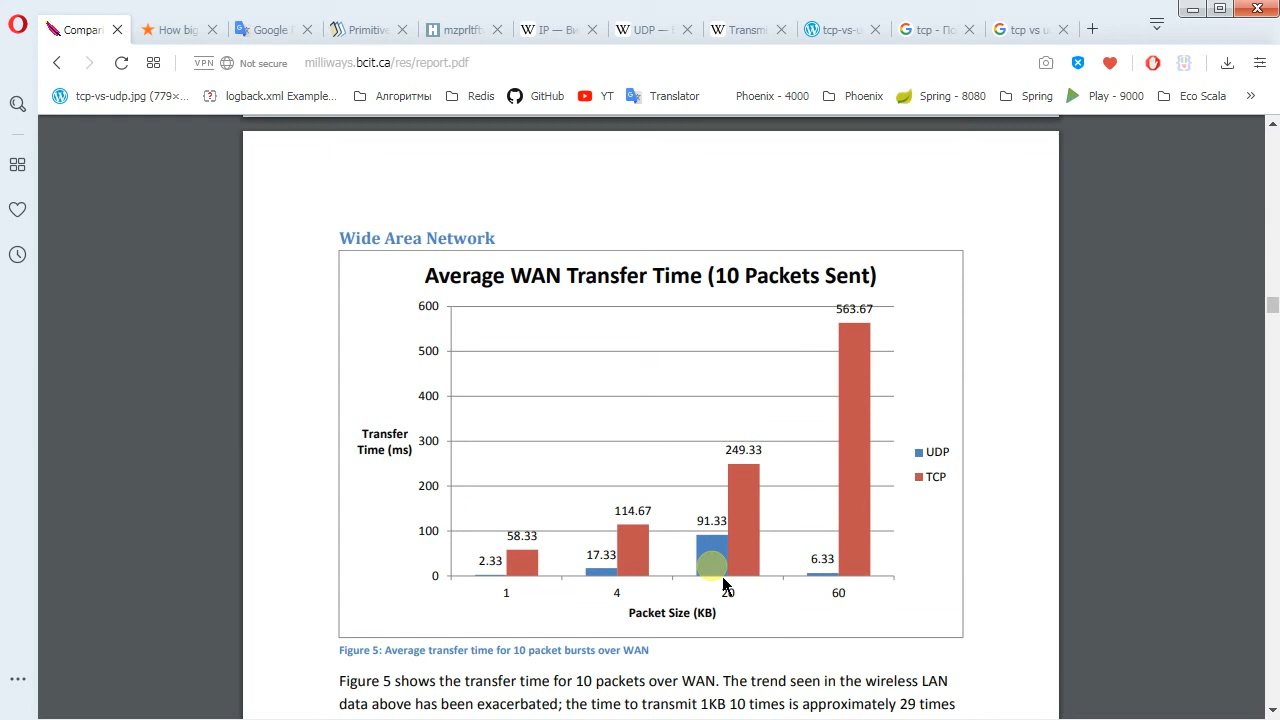 Compari
How big
Google
Primitive
mzprltfb
IP — Ви
UDP —
Transmi
tcp-vs-u
tcp - По
tcp vs u
VPN
Not secure
milliways.bcit.ca/res/report.pdf
tcp-vs-udp.jpg (779×...
logback.xml Example...
Алгоритмы
Redis
GitHub
YT
Translator
Phoenix - 4000
Phoenix
Spring - 8080
Spring
Play - 9000
Eco Scala
Wide Area Network
Average WAN Transfer Time (10 Packets Sent)
600
500
400
300
200
100
0
Transfer
Time (ms)
2.33
58.33
17.33
114.67
91.33
249.33
6.33
563.67
1
4
20
60
Packet Size (KB)
UDP
TCP
Figure 5: Average transfer time for 10 packet bursts over WAN
Figure 5 shows the transfer time for 10 packets over WAN. The trend seen in the wireless LAN
data above has been exacerbated; the time to transmit 1KB 10 times is approximately 29 times